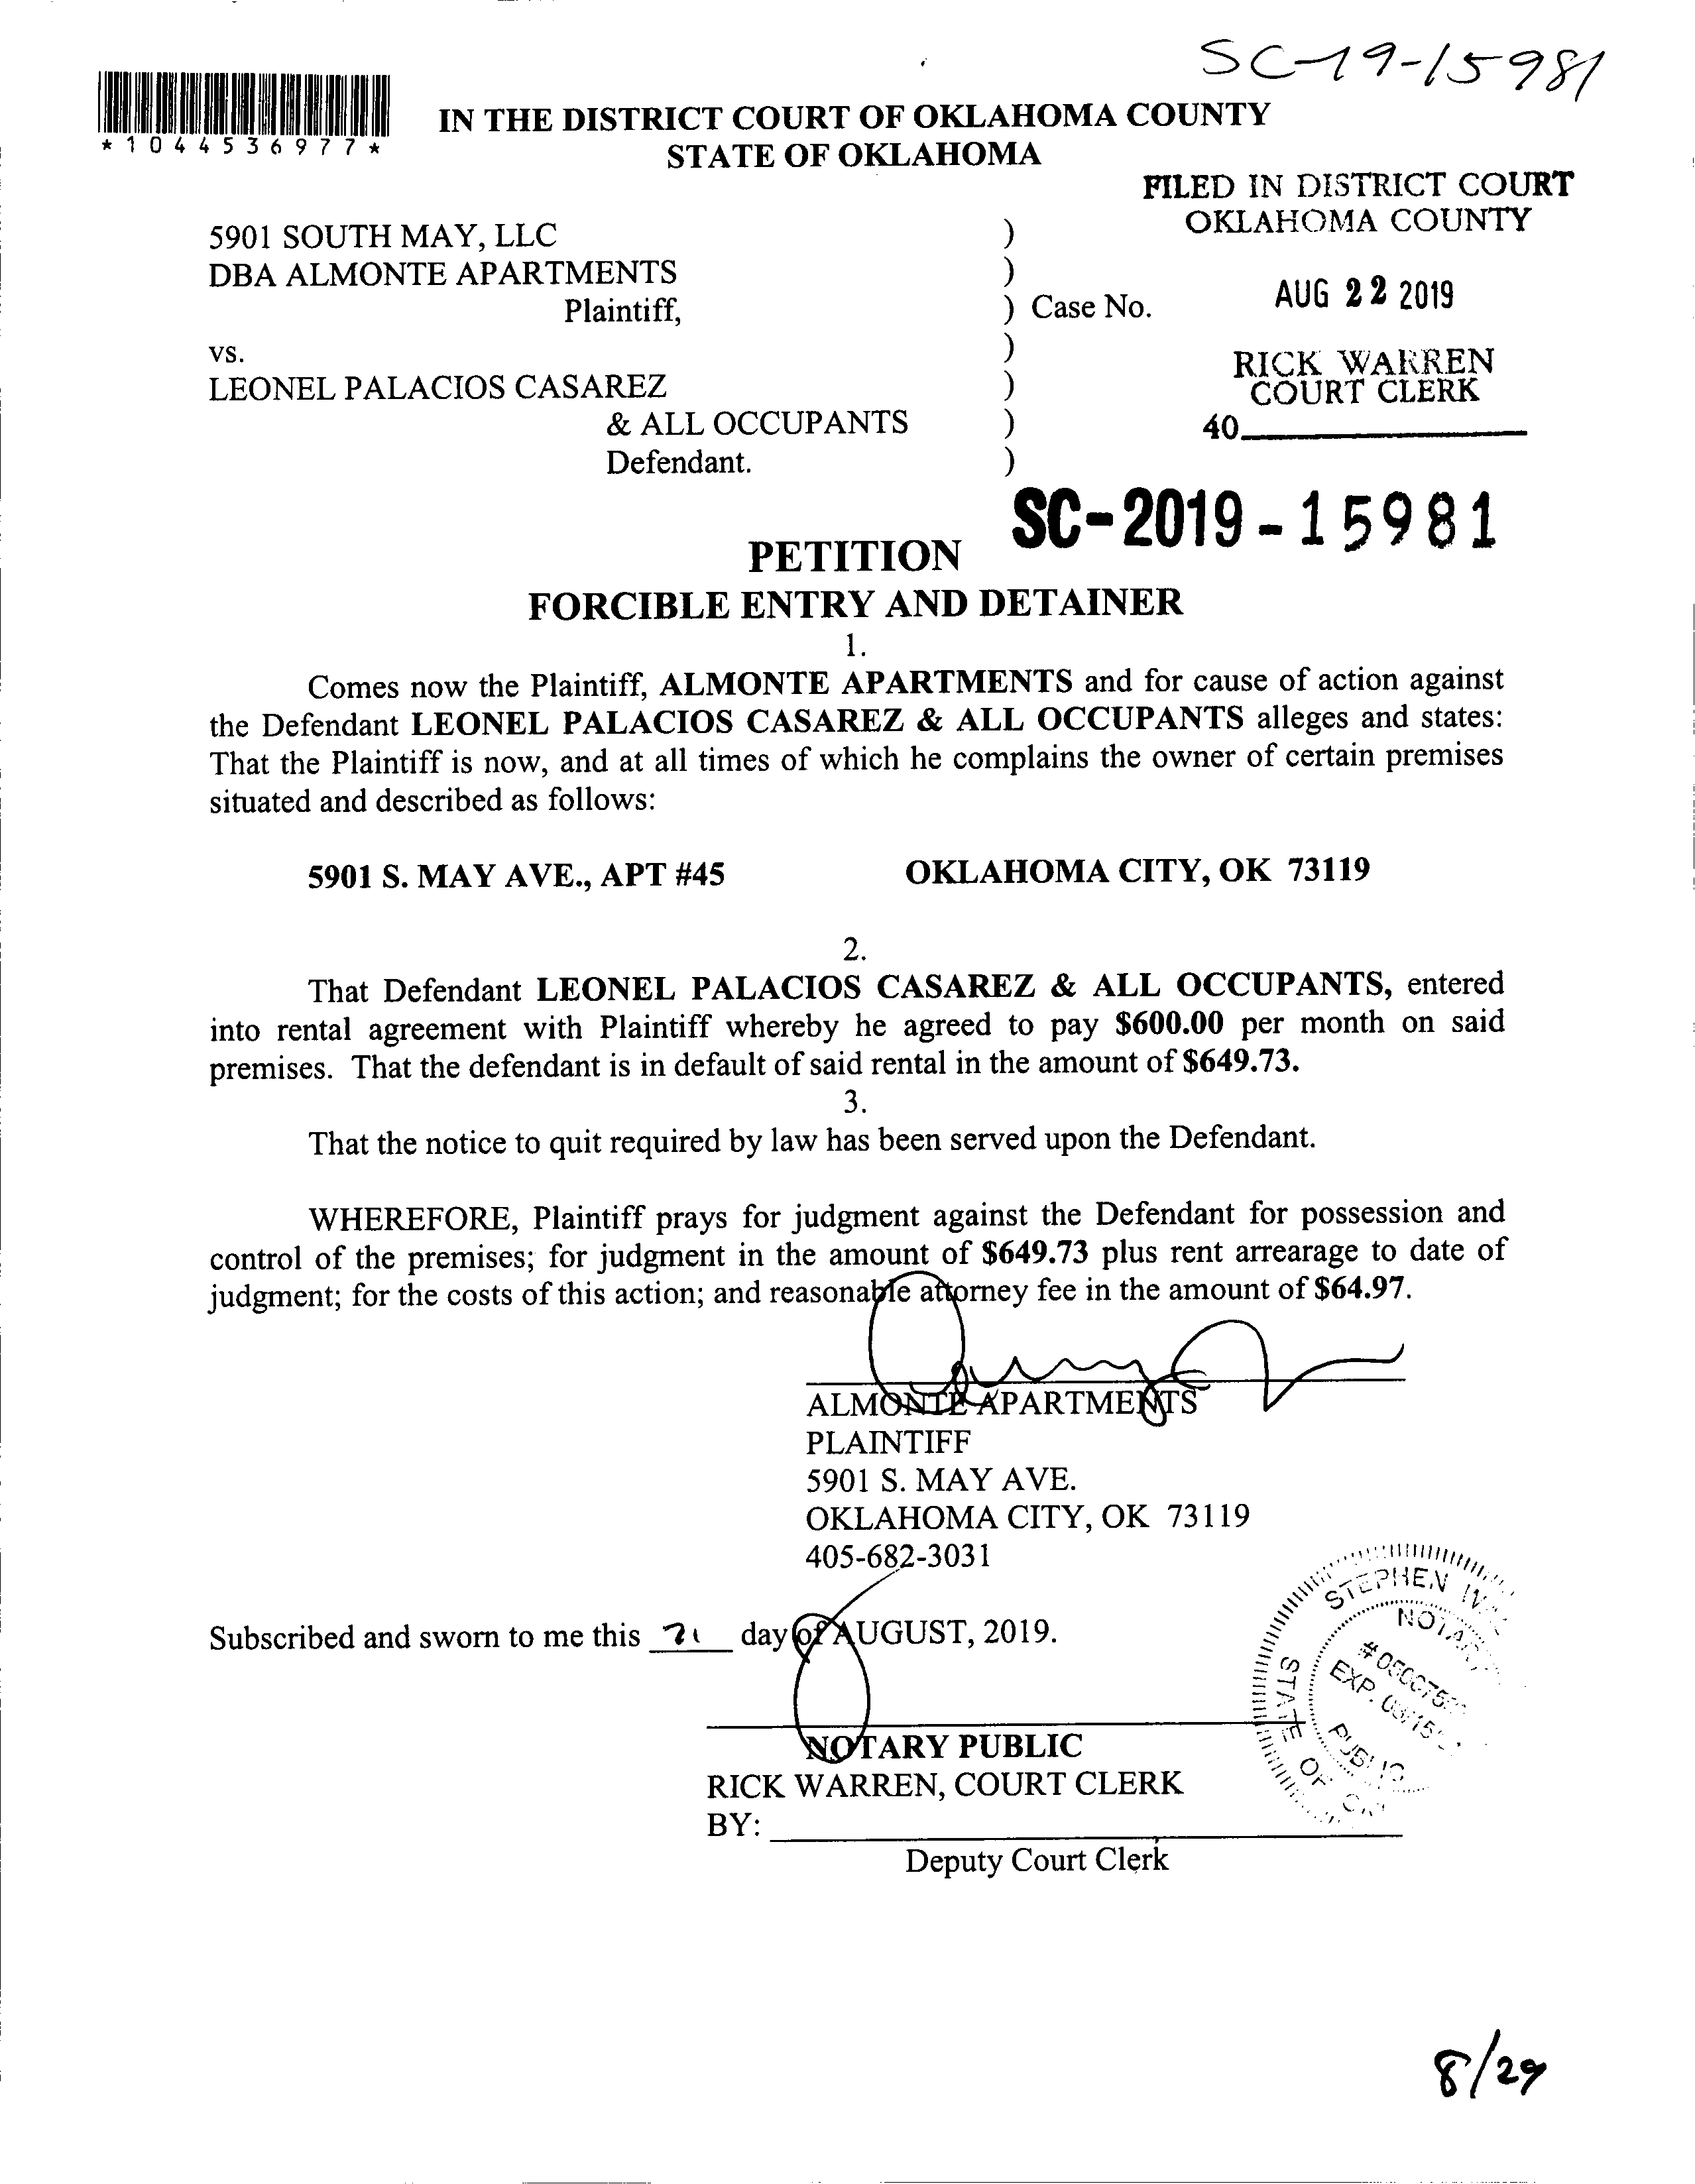 SC-19-15981
*1044536977*
IN THE DISTRICT COURT OF OKLAHOMA COUNTY
STATE OF OKLAHOMA
FILED IN DISTRICT COURT
OKLAHOMA COUNTY
5901 SOUTH MAY, LLC )
DBA ALMONTE APARTMENTS )
Plaintiff, ) Case No.
AUG 22 2019
vs. )
RICK WARREN
COURT CLERK
LEONEL PALACIOS CASAREZ )
& ALL OCCUPANTS )
40
Defendant. )
SC-2019-15981
PETITION
FORCIBLE ENTRY AND DETAINER
1.
Comes now the Plaintiff, ALMONTE APARTMENTS and for cause of action against
the Defendant LEONEL PALACIOS CASAREZ & ALL OCCUPANTS alleges and states:
That the Plaintiff is now, and at all times of which he complains the owner of certain premises
situated and described as follows:
5901 S. MAY AVE., APT #45 OKLAHOMA CITY, OK 73119
2.
That Defendant LEONEL PALACIOS CASAREZ & ALL OCCUPANTS, entered
into rental agreement with Plaintiff whereby he agreed to pay $600.00 per month on said
premises. That the defendant is in default of said rental in the amount of $649.73.
3.
That the notice to quit required by law has been served upon the Defendant.
WHEREFORE, Plaintiff prays for judgment against the Defendant for possession and
control of the premises; for judgment in the amount of $649.73 plus rent arrearage to date of
judgment; for the costs of this action; and reasonable attorney fee in the amount of $64.97.
ALMONTE APARTMENTS
PLAINTIFF
5901 S. MAY AVE.
OKLAHOMA CITY, OK 73119
405-682-3031
Subscribed and sworn to me this 21 day of AUGUST, 2019.
STEPHEN
STATE OF
PUBLIC
EXP.
NOTARY PUBLIC
RICK WARREN, COURT CLERK
BY:
Deputy Court Clerk
8/29